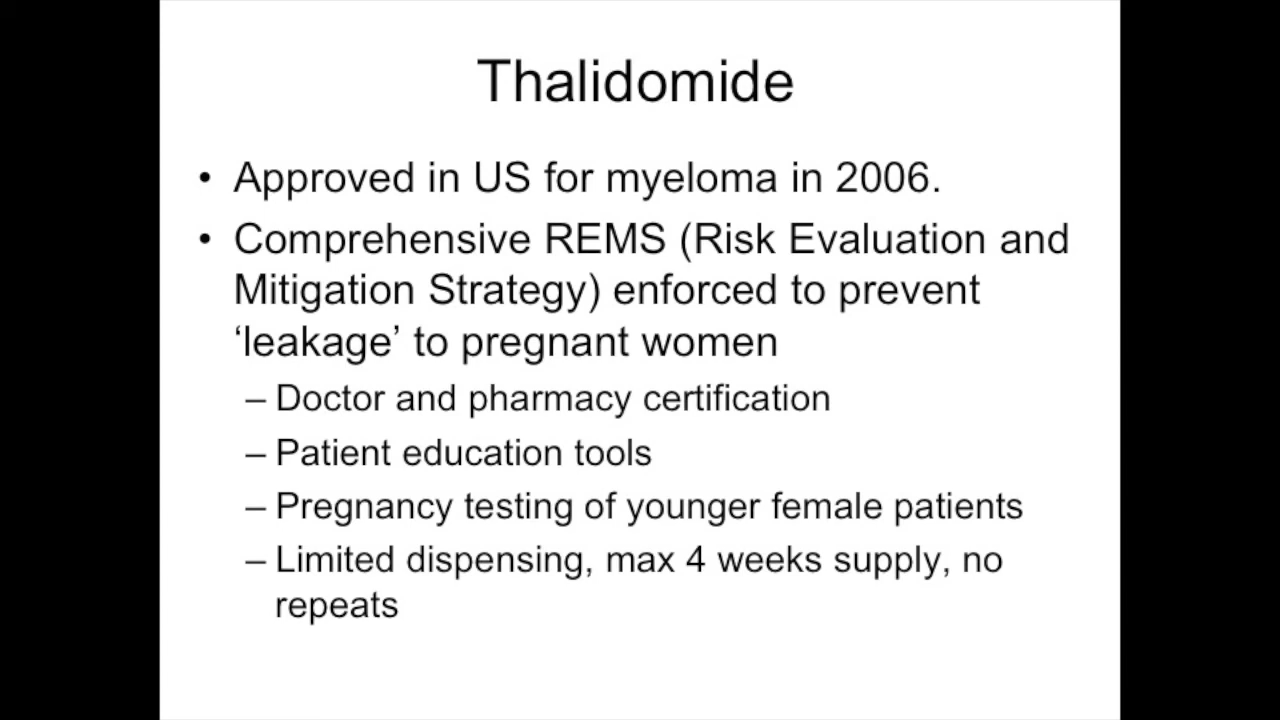 Thalidomide
• Approved in US for myeloma in 2006.
• Comprehensive REMS (Risk Evaluation and
Mitigation Strategy) enforced to prevent
‘leakage’ to pregnant women
– Doctor and pharmacy certification
– Patient education tools
– Pregnancy testing of younger female patients
– Limited dispensing, max 4 weeks supply, no
repeats